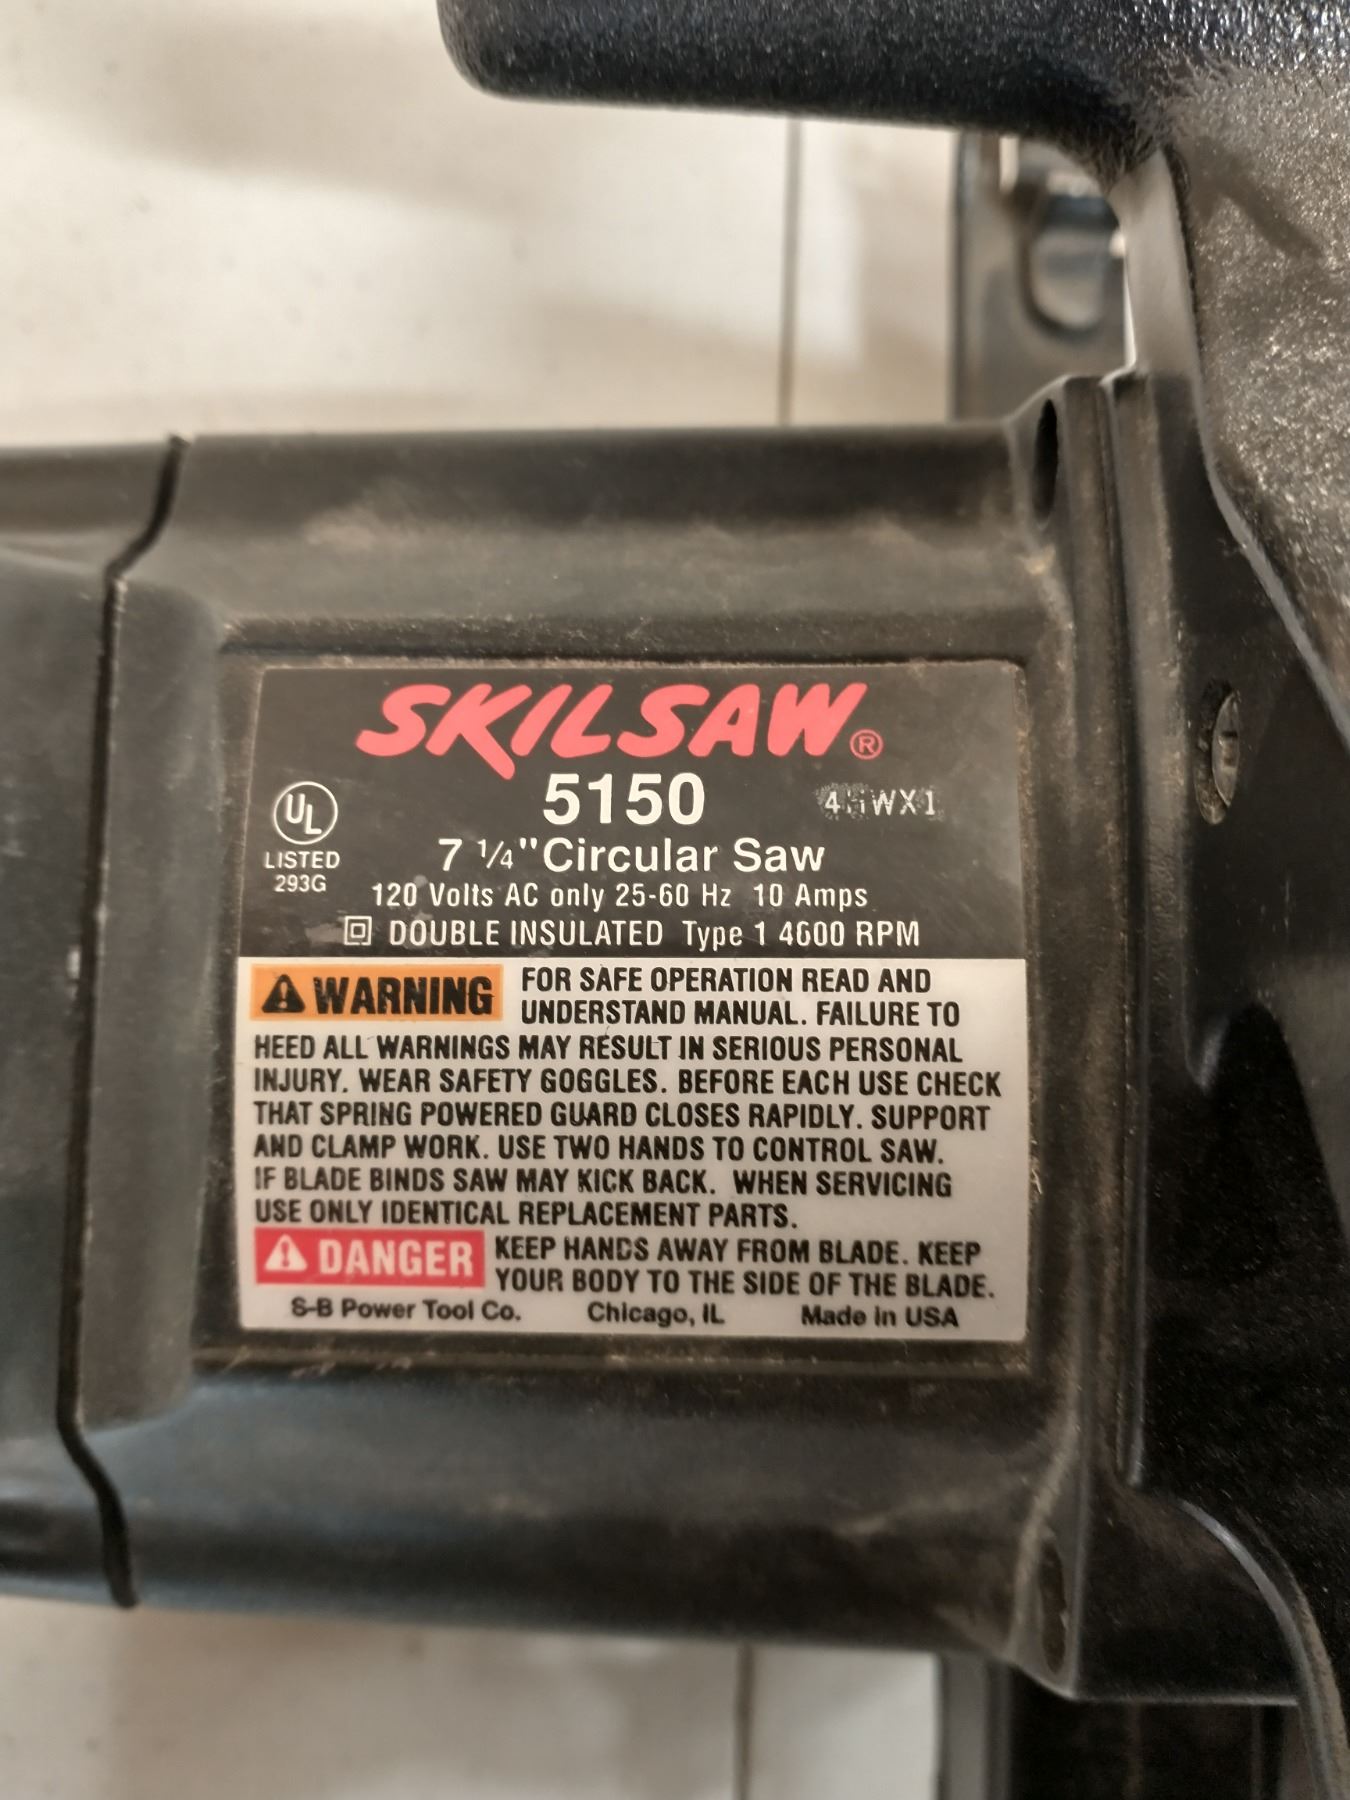 SKILSAW®
5150
UL
LISTED
293G
7 1/4" Circular Saw
120 Volts AC only 25-60 Hz 10 Amps
DOUBLE INSULATED Type 1 4600 RPM
WARNING FOR SAFE OPERATION READ AND
UNDERSTAND MANUAL. FAILURE TO
HEED ALL WARNINGS MAY RESULT IN SERIOUS PERSONAL
INJURY. WEAR SAFETY GOGGLES. BEFORE EACH USE CHECK
THAT SPRING POWERED GUARD CLOSES RAPIDLY. SUPPORT
AND CLAMP WORK. USE TWO HANDS TO CONTROL SAW.
IF BLADE BINDS SAW MAY KICK BACK. WHEN SERVICING
USE ONLY IDENTICAL REPLACEMENT PARTS.
DANGER KEEP HANDS AWAY FROM BLADE. KEEP
YOUR BODY TO THE SIDE OF THE BLADE.
S-B Power Tool Co. Chicago, IL Made in USA